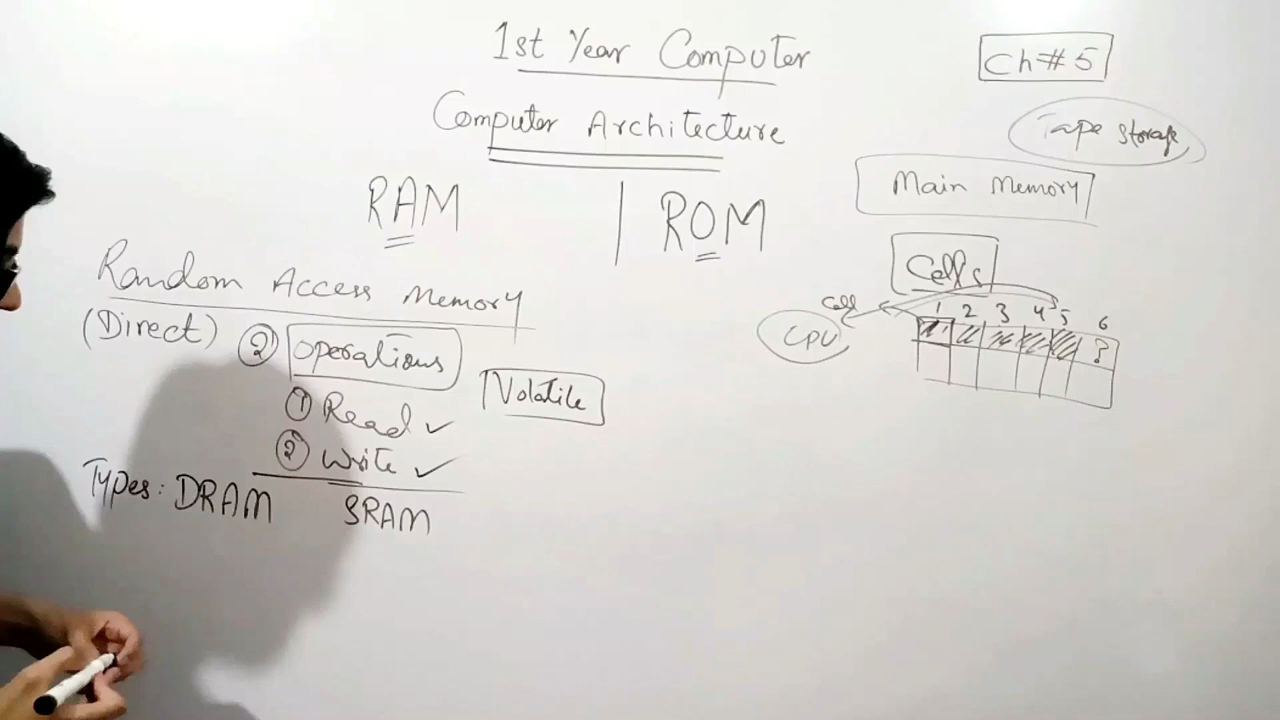 1st Year Computer
Ch # 5
Computer Architecture
Tape Storage
RAM | ROM
Main Memory
Cells
Random Access Memory
(Direct) ② Operations
Volatile
① Read ✓
② Write ✓
Types: DRAM SRAM
Cell
CPU
1 2 3 4 5 6
?